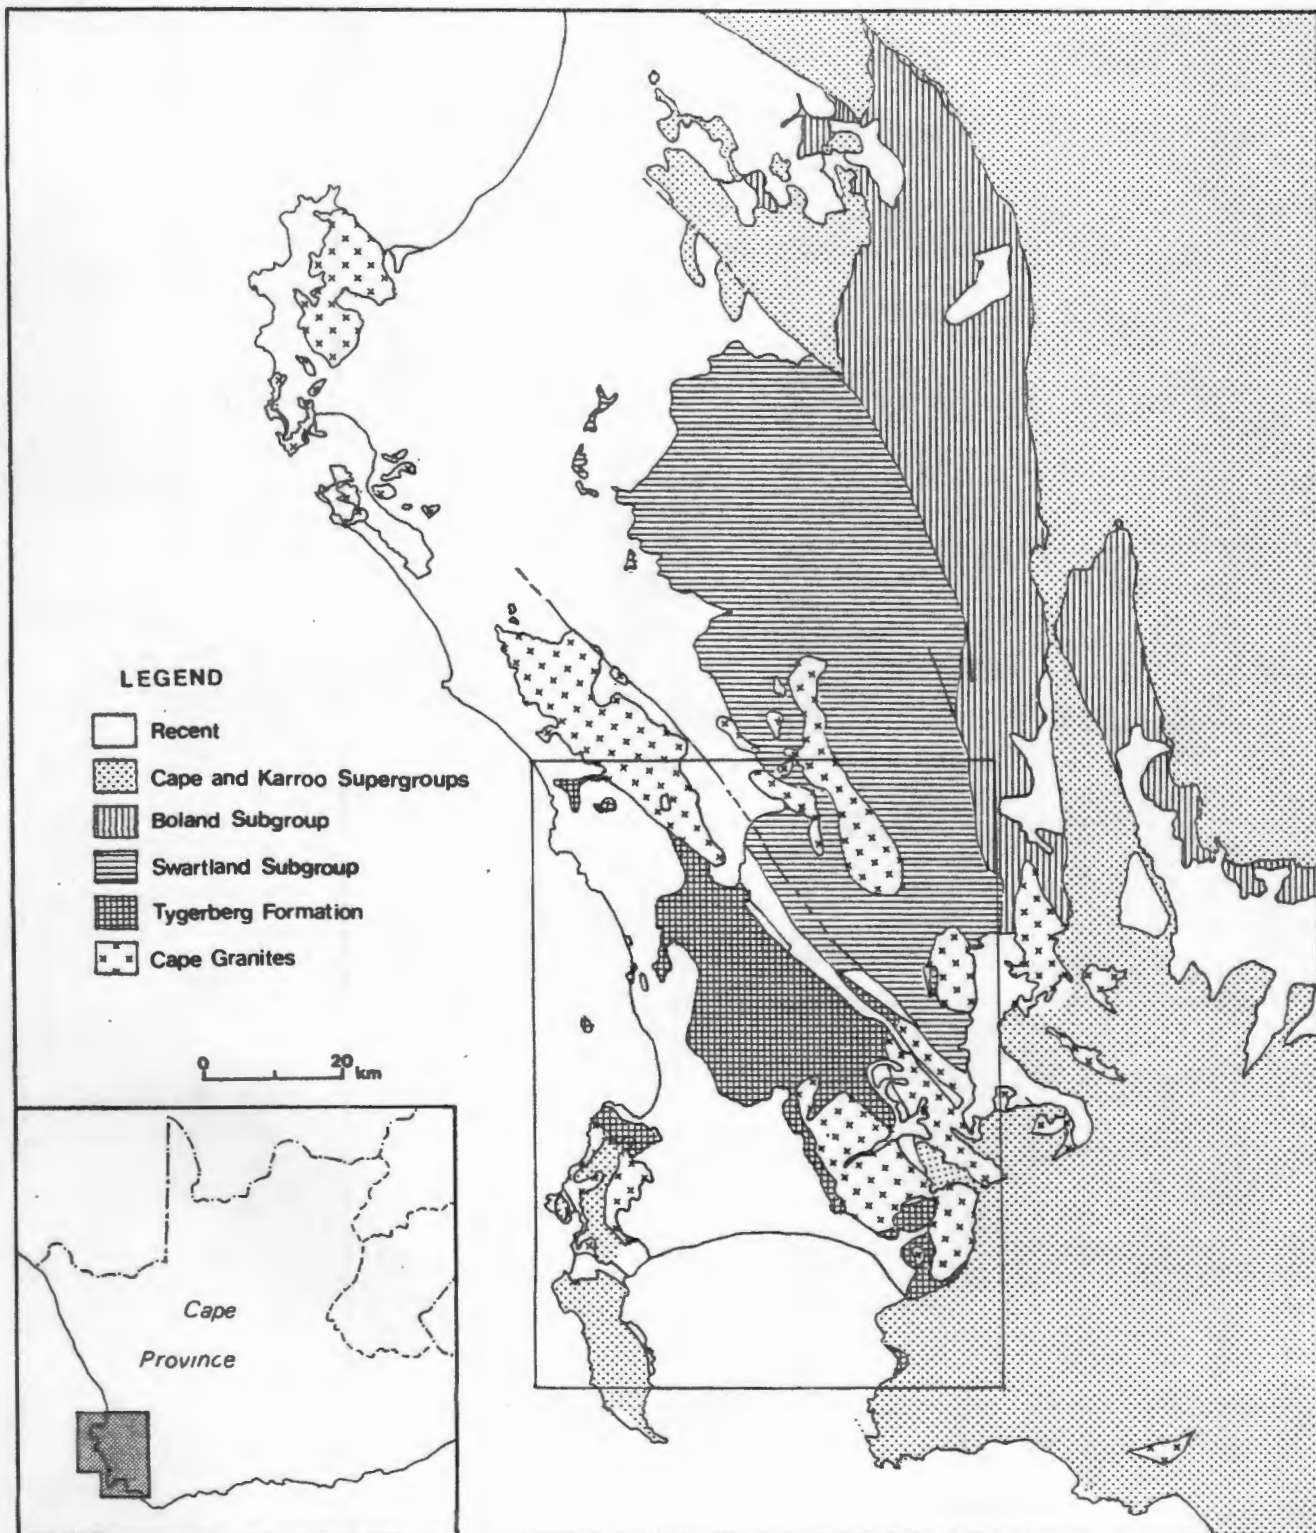 LEGEND
Recent
Cape and Karroo Supergroups
Boland Subgroup
Swartland Subgroup
Tygerberg Formation
Cape Granites
0 20
km
Cape
Province